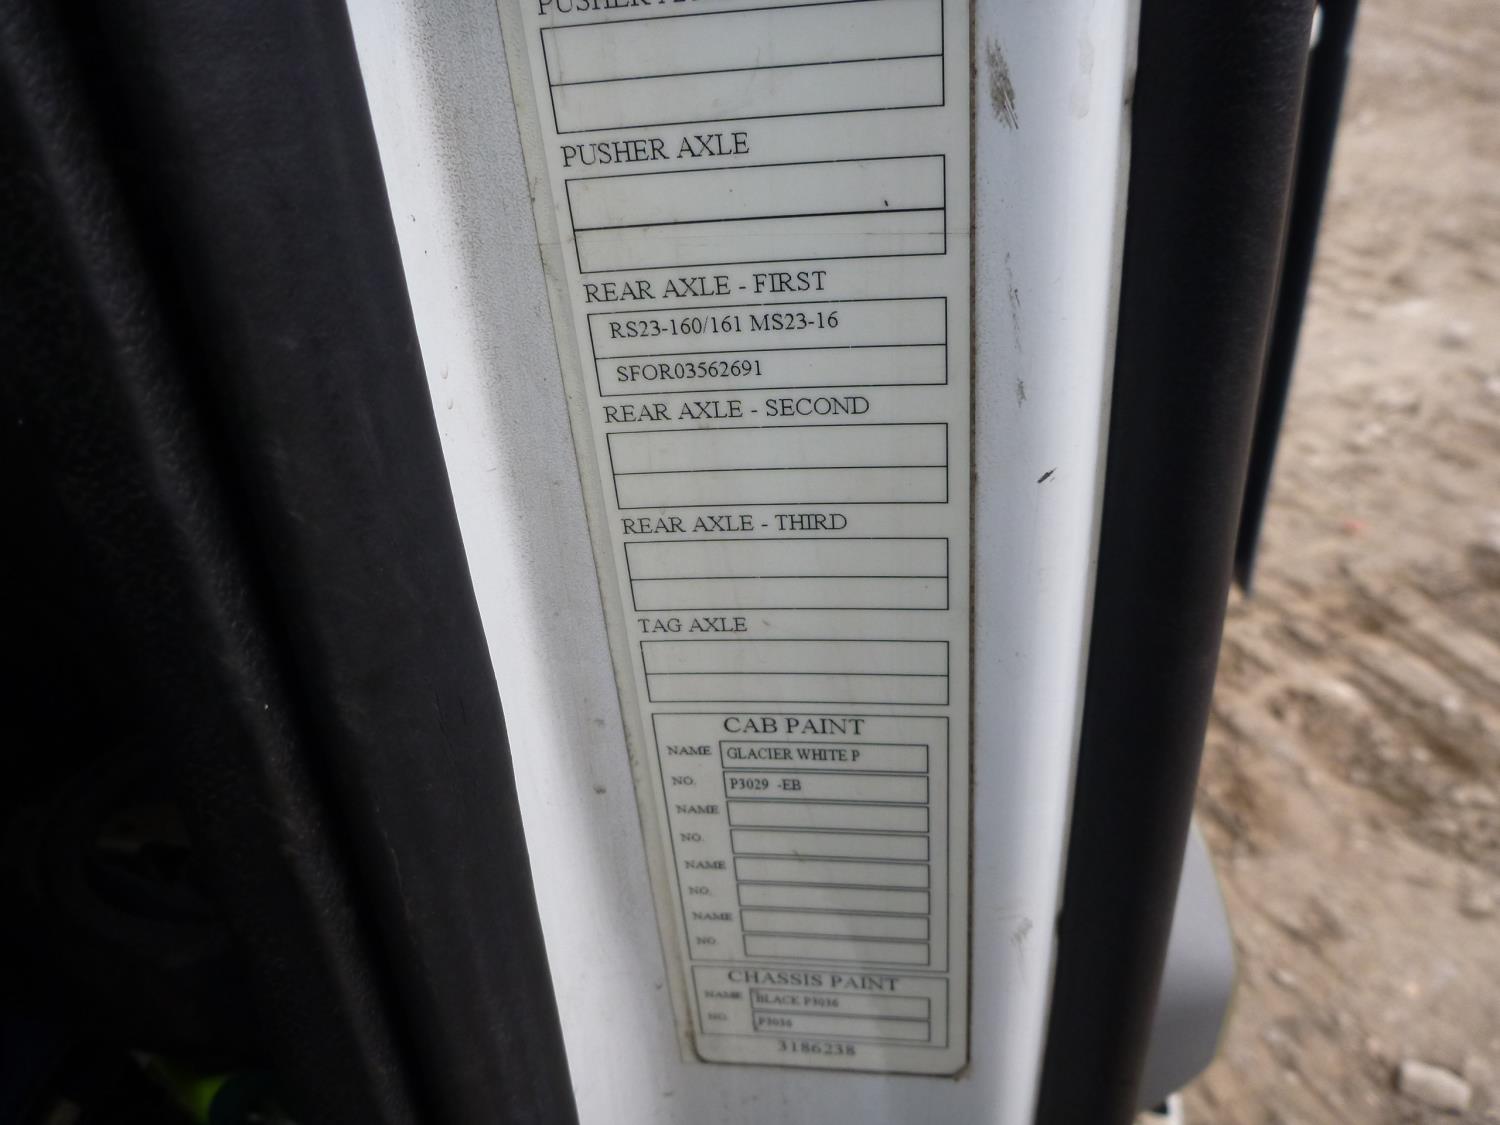 PUSHER
PUSHER AXLE
REAR AXLE - FIRST
RS23-160/161 MS23-16
SFOR03562691
REAR AXLE - SECOND
REAR AXLE - THIRD
TAG AXLE
CAB PAINT
NAME GLACIER WHITE P
NO. P3029 -EB
NAME
NO.
NAME
NO.
NAME
NO.
CHASSIS PAINT
NAME BLACK P3036
NO. P3036
3186238